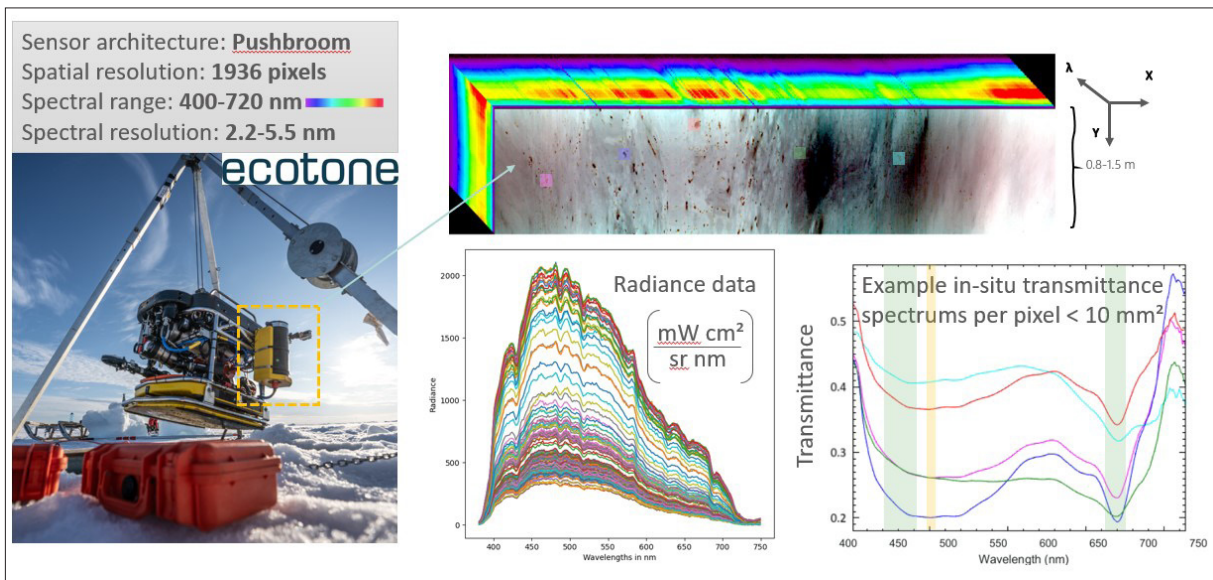 Sensor architecture: Pushbroom
Spatial resolution: 1936 pixels
Spectral range: 400-720 nm
Spectral resolution: 2.2-5.5 nm
ecotone
λ
X
Y
0.8-1.5 m
Radiance data
mW cm²
sr nm
Radiance
2000
1500
1000
500
0
400 450 500 550 600 650 700 750
Wavelengths in nm
Example in-situ transmittance
spectrums per pixel < 10 mm²
Transmittance
0.5
0.4
0.3
0.2
400 450 500 550 600 650 700 750
Wavelength (nm)